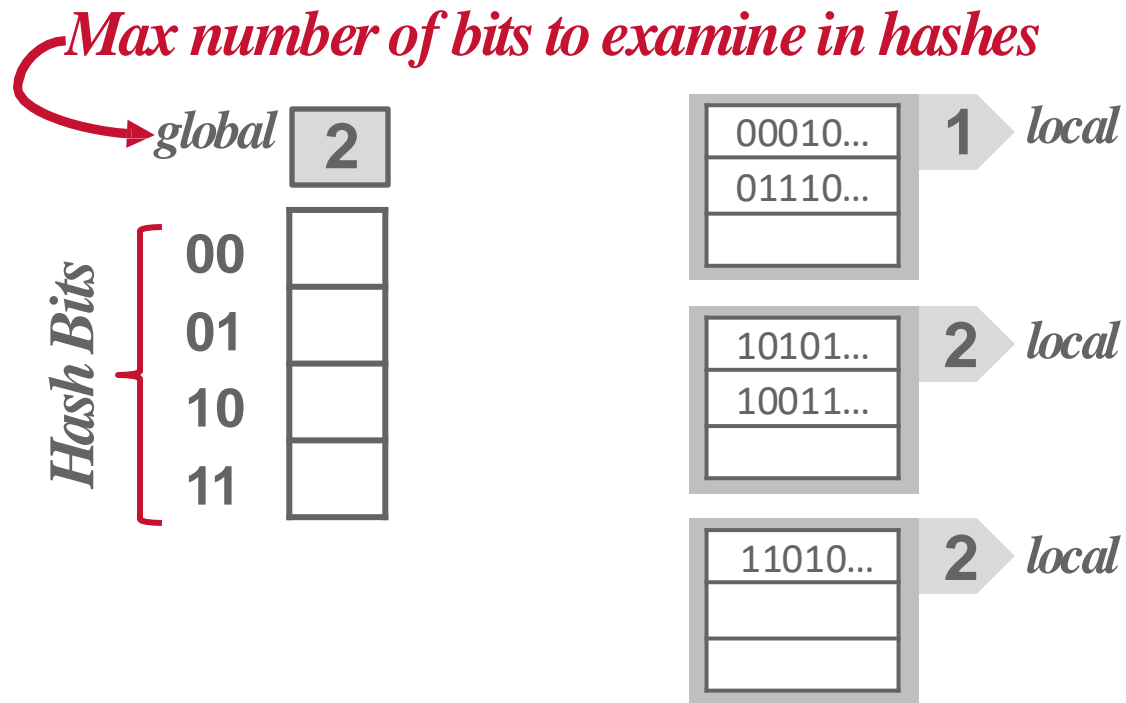 Max number of bits to examine in hashes
global 2
Hash Bits
00
01
10
11
00010...
01110...
1 local
10101...
10011...
2 local
11010...
2 local